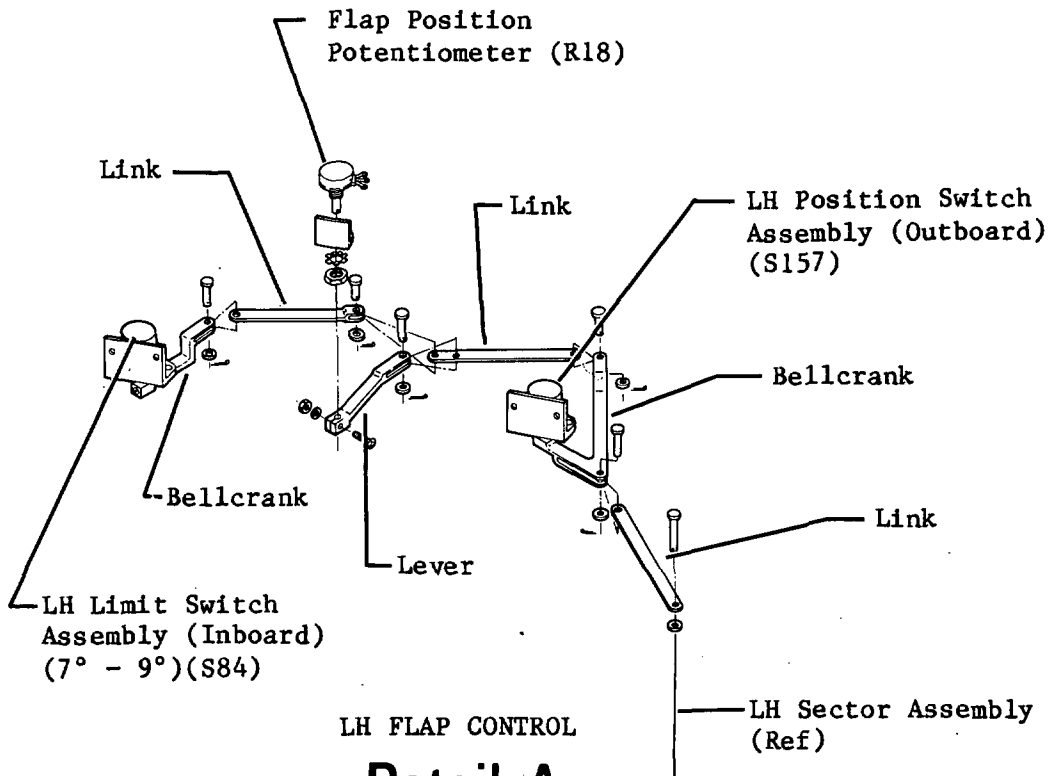 Flap Position
Potentiometer (R18)
Link
Link
LH Position Switch
Assembly (Outboard)
(S157)
Bellcrank
Bellcrank
Link
Lever
LH Limit Switch
Assembly (Inboard)
(7° - 9°)(S84)
LH Sector Assembly
(Ref)
LH FLAP CONTROL
Detail A